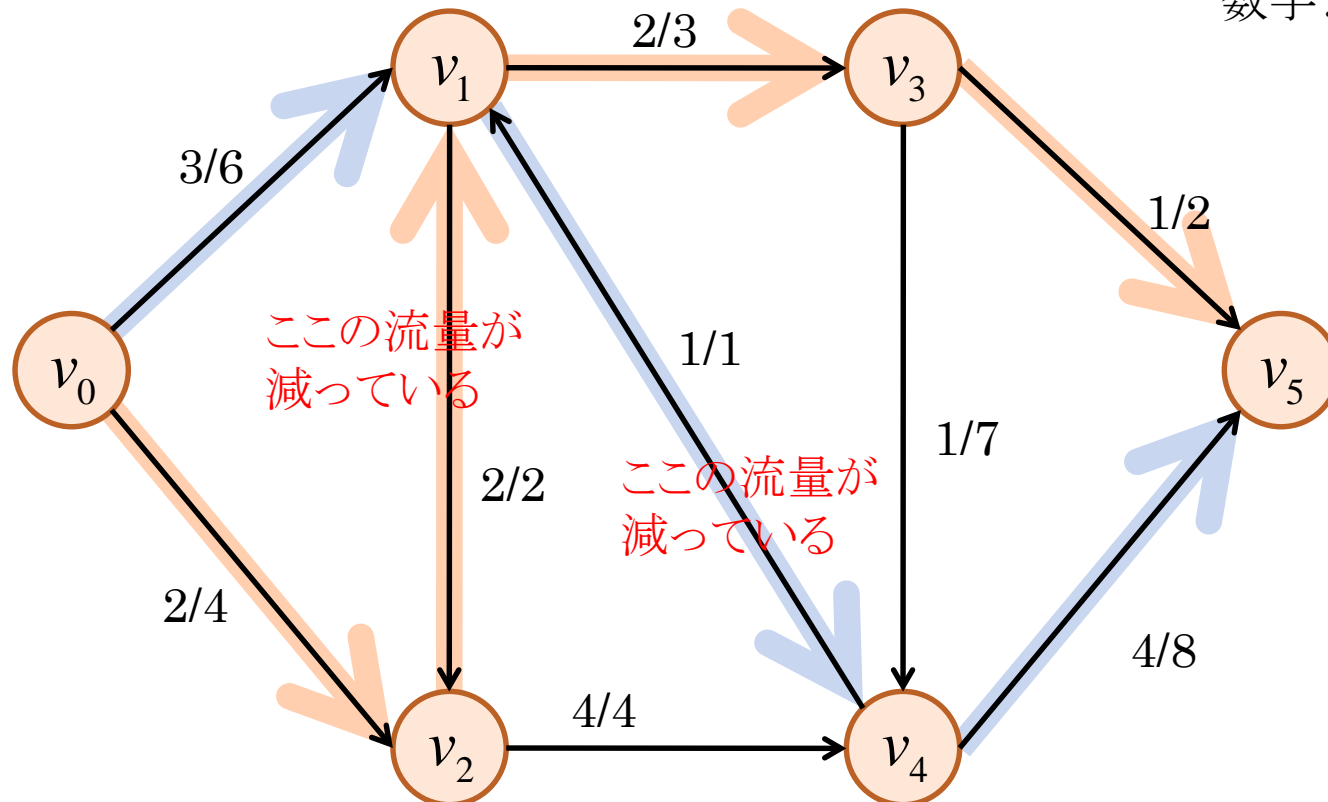 数字
v1
2/3
v3
3/6
1/2
ここの流量が
減っている
v0
1/1
v5
1/7
2/2
ここの流量が
減っている
2/4
4/8
4/4
v2
v4